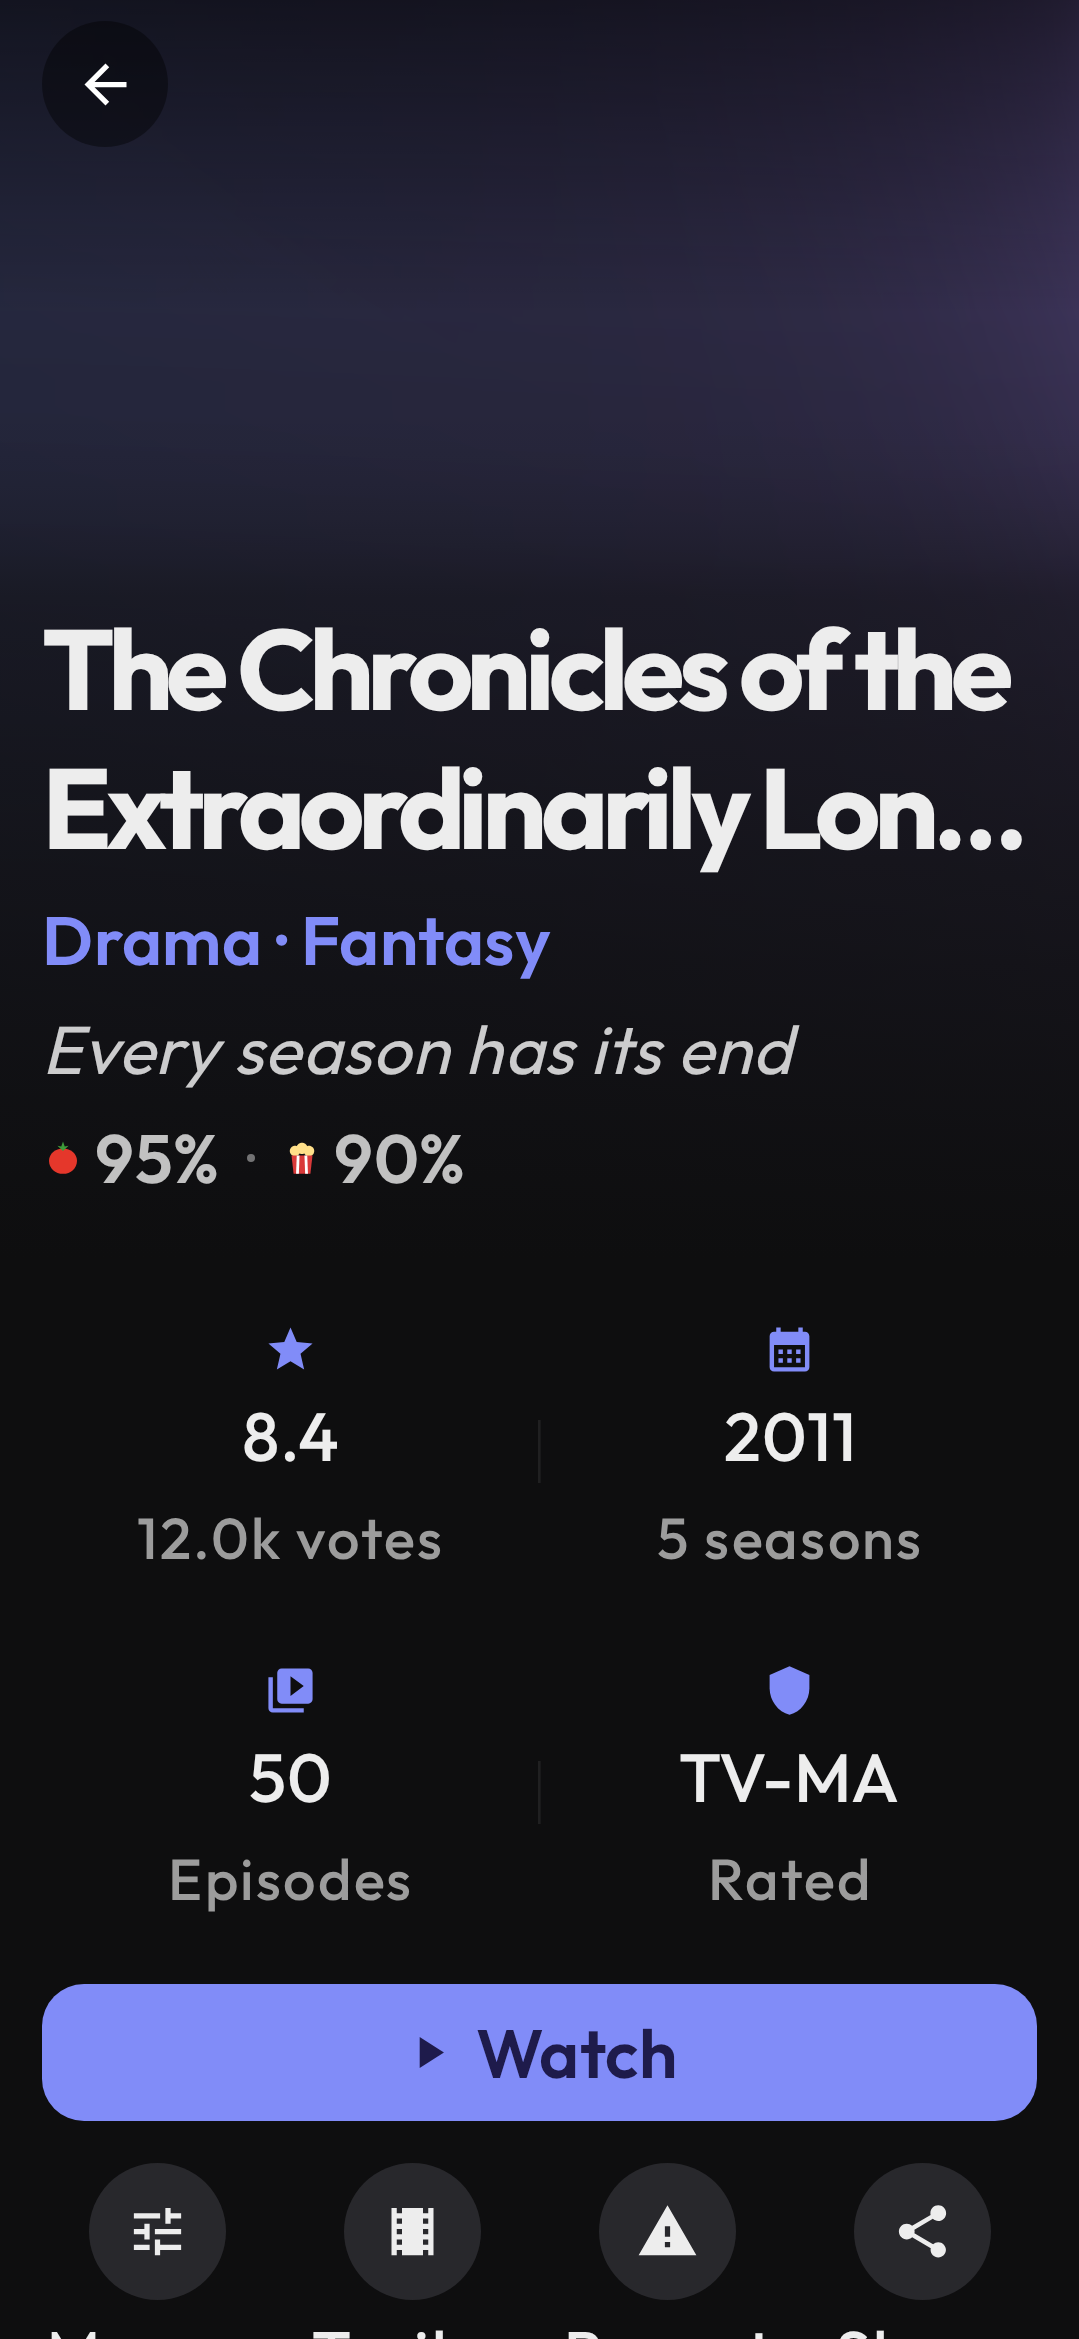 The Chronicles of the
Extraordinarily Lon...
Drama · Fantasy
Every season has its end
95% · 90%
8.4
12.0k votes
2011
5 seasons
50
Episodes
TV-MA
Rated
Watch